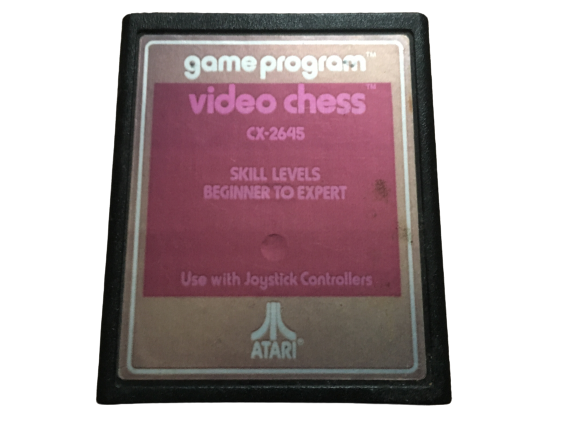 game program™
video chess™
CX-2645
SKILL LEVELS
BEGINNER TO EXPERT
Use with Joystick Controllers
ATARI®